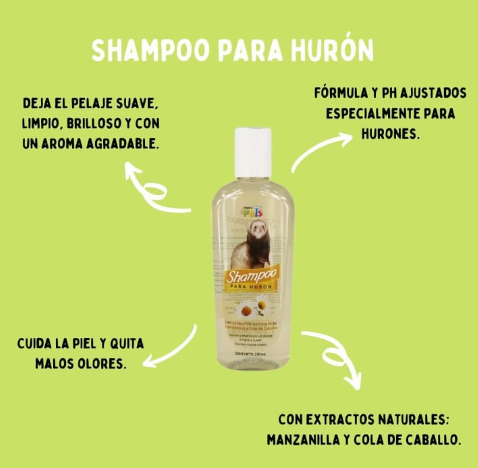 SHAMPOO PARA HURÓN
DEJA EL PELAJE SUAVE,
LIMPIO, BRILLOSO Y CON
UN AROMA AGRADABLE.
FÓRMULA Y PH AJUSTADOS
ESPECIALMENTE PARA
HURONES.
Pets
Shampoo
PARA HURÓN
CUIDA LA PIEL Y QUITA
MALOS OLORES.
CON EXTRACTOS NATURALES:
MANZANILLA Y COLA DE CABALLO.